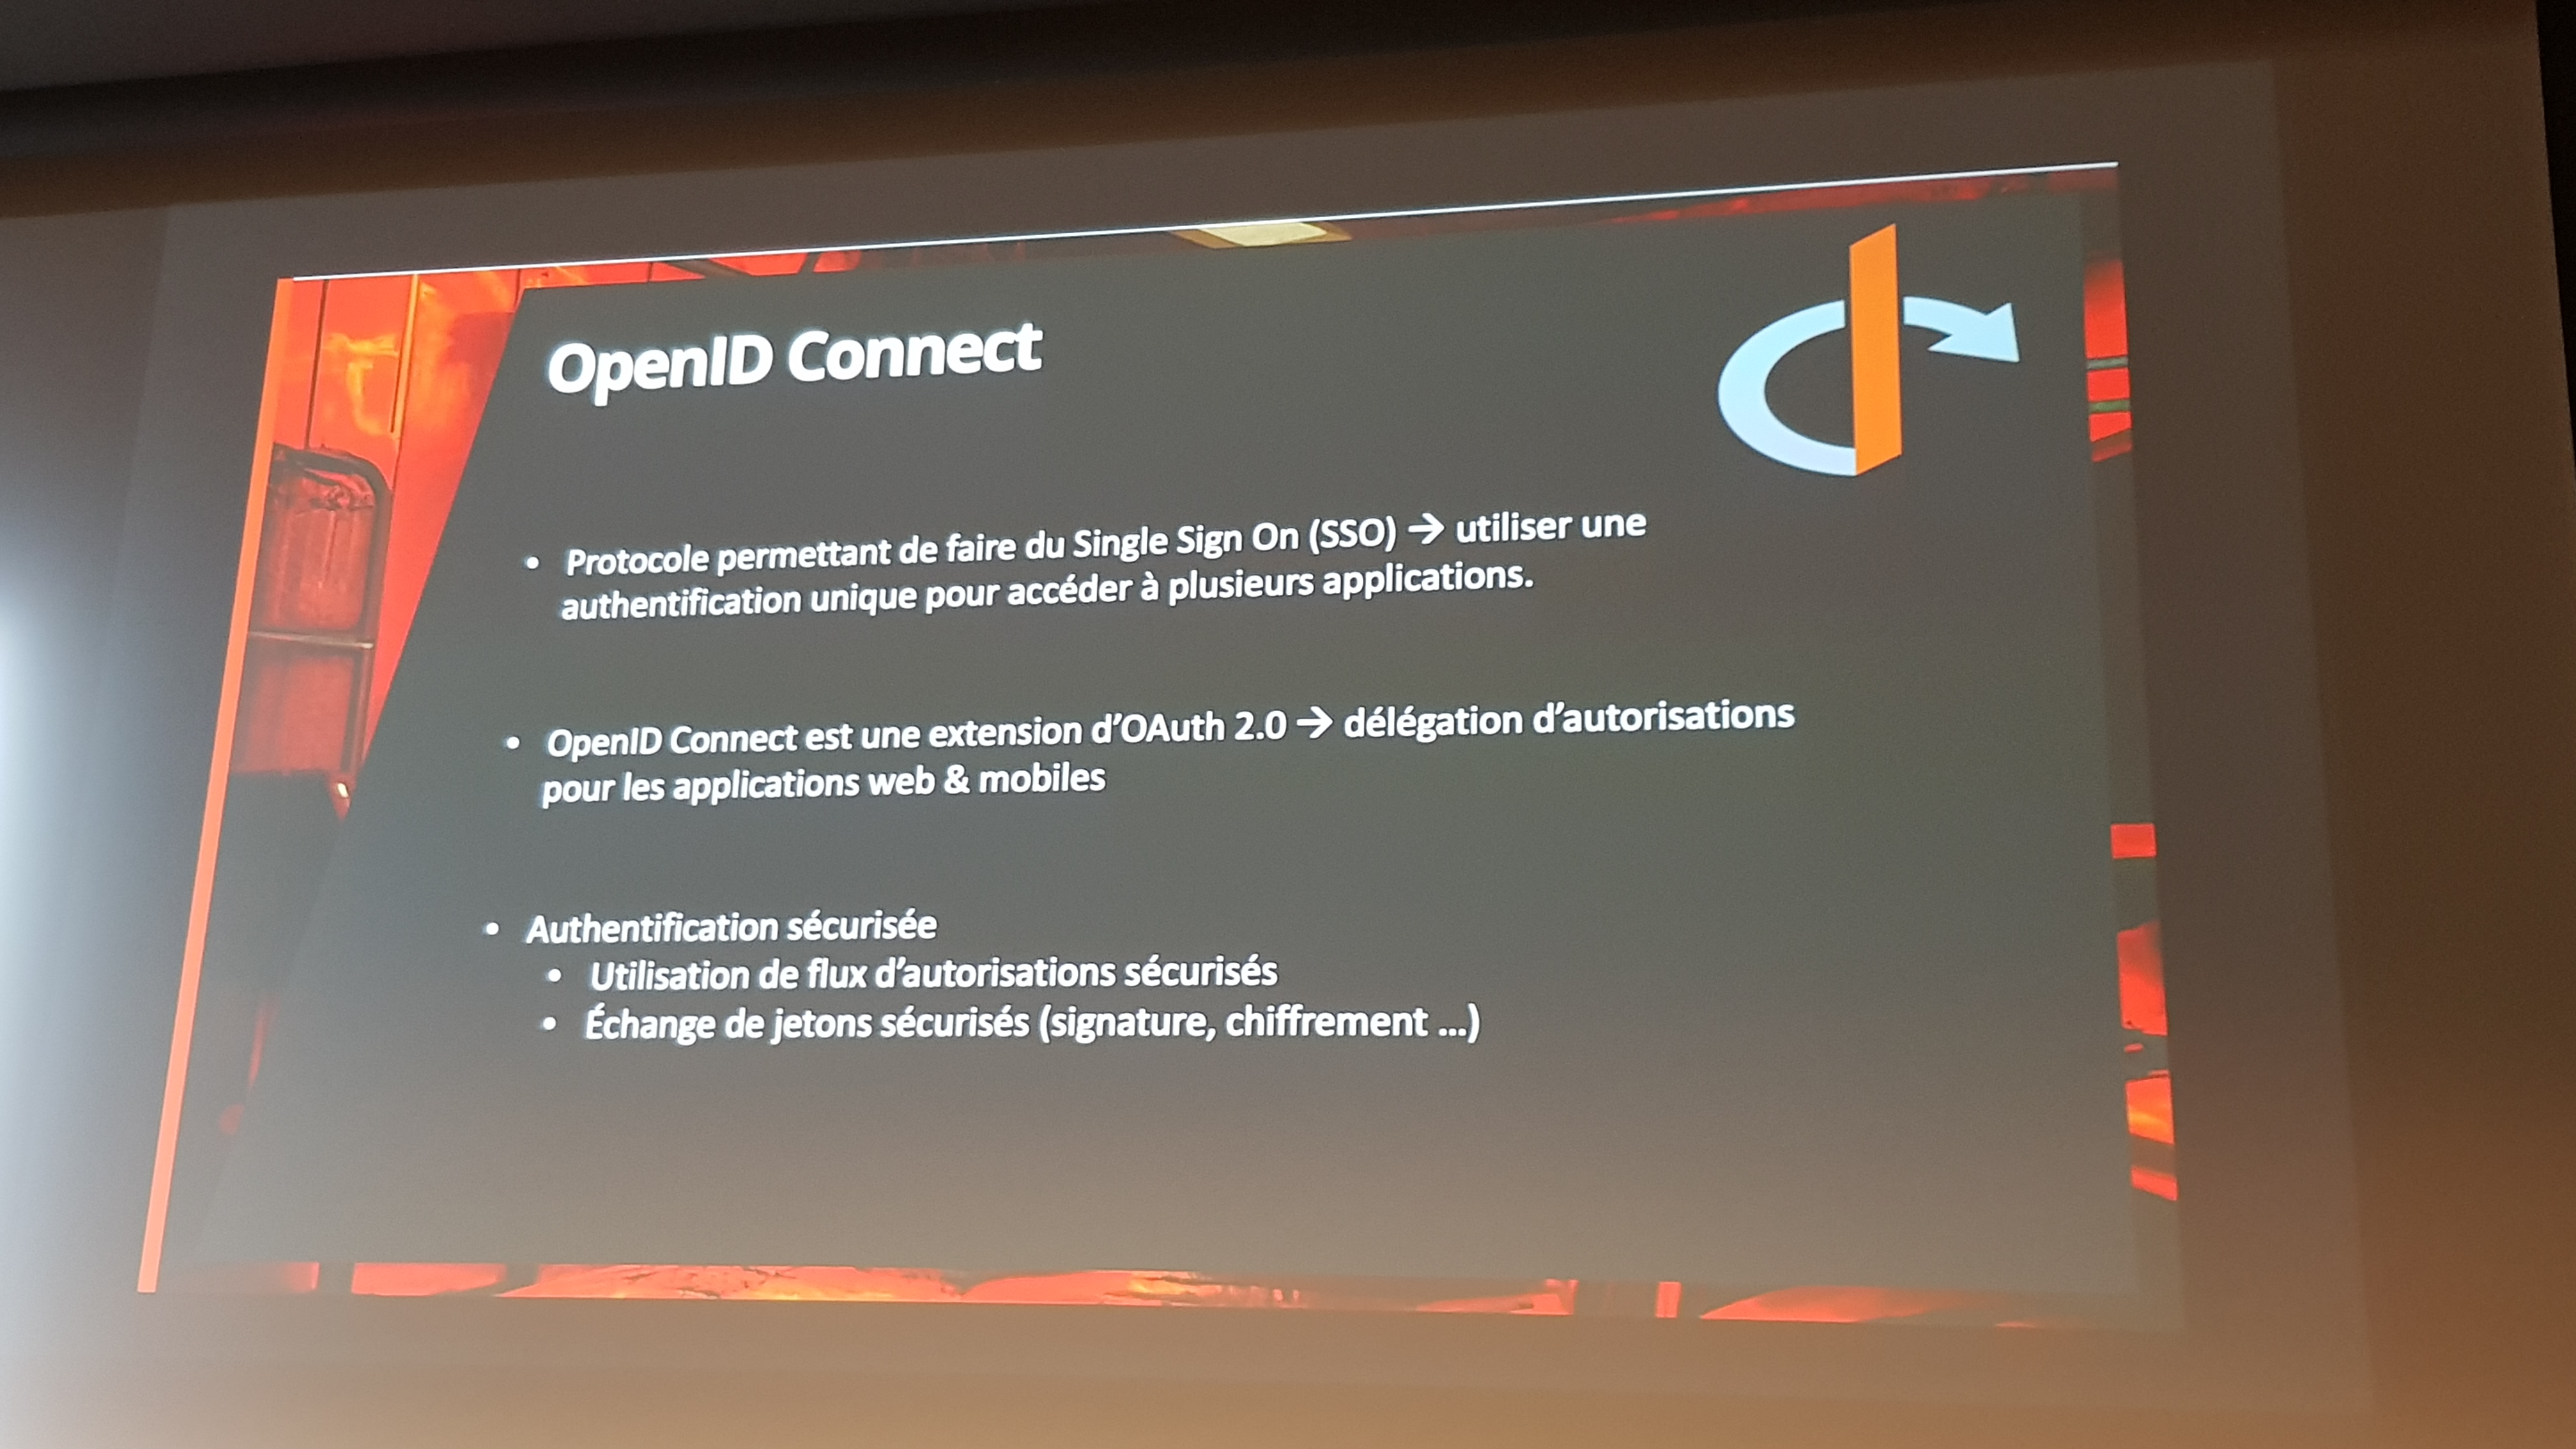 OpenID Connect
• Protocole permettant de faire du Single Sign On (SSO) → utiliser une
authentification unique pour accéder à plusieurs applications.
• OpenID Connect est une extension d'OAuth 2.0 → délégation d'autorisations
pour les applications web & mobiles
• Authentification sécurisée
• Utilisation de flux d'autorisations sécurisés
• Échange de jetons sécurisés (signature, chiffrement ...)